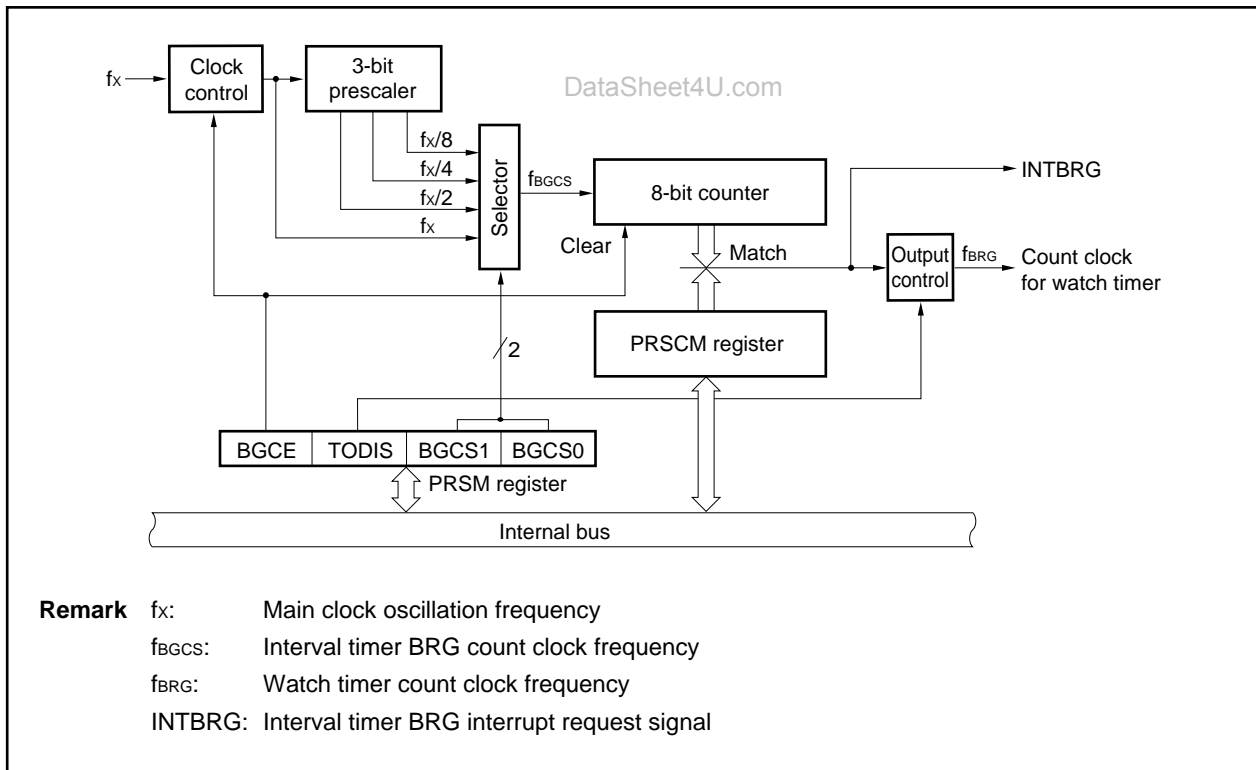 fX
Clock
control
3-bit
prescaler
DataSheet4U.com
fX/8
fX/4
fX/2
fX
Selector
fBGCS
8-bit counter
INTBRG
Clear
Match
Output
control
fBRG
Count clock
for watch timer
PRSCM register
2
BGCE TODIS BGCS1 BGCS0
PRSM register
Internal bus
Remark fX: Main clock oscillation frequency
fBGCS: Interval timer BRG count clock frequency
fBRG: Watch timer count clock frequency
INTBRG: Interval timer BRG interrupt request signal